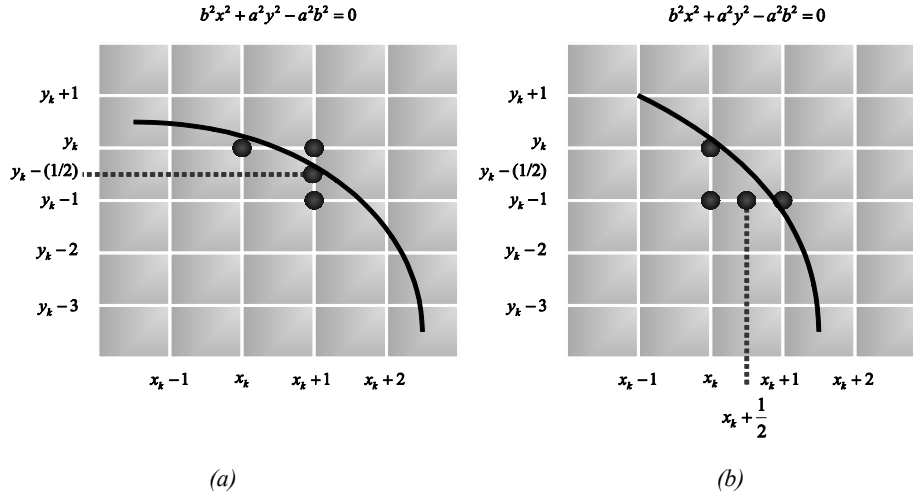 b²x² + a²y² − a²b² = 0
yₖ + 1
yₖ
yₖ − (1/2)
yₖ − 1
yₖ − 2
yₖ − 3
xₖ − 1 xₖ xₖ + 1 xₖ + 2
(a)
b²x² + a²y² − a²b² = 0
yₖ + 1
yₖ
yₖ − (1/2)
yₖ − 1
yₖ − 2
yₖ − 3
xₖ − 1 xₖ xₖ + 1 xₖ + 2
xₖ + 1/2
(b)